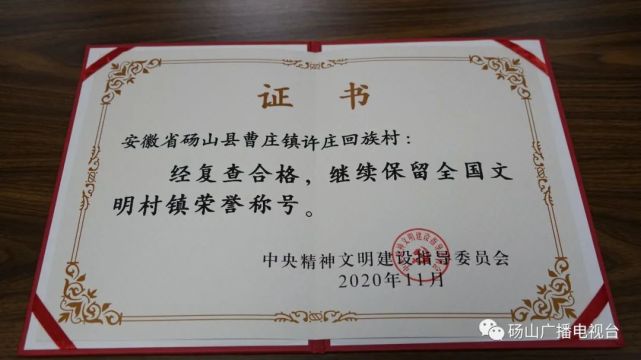 证书
安徽省砀山县曹庄镇许庄回族村：
经复查合格，继续保留全国文
明村镇荣誉称号。
中央精神文明建设指导委员会
2020年11月
砀山广播电视台